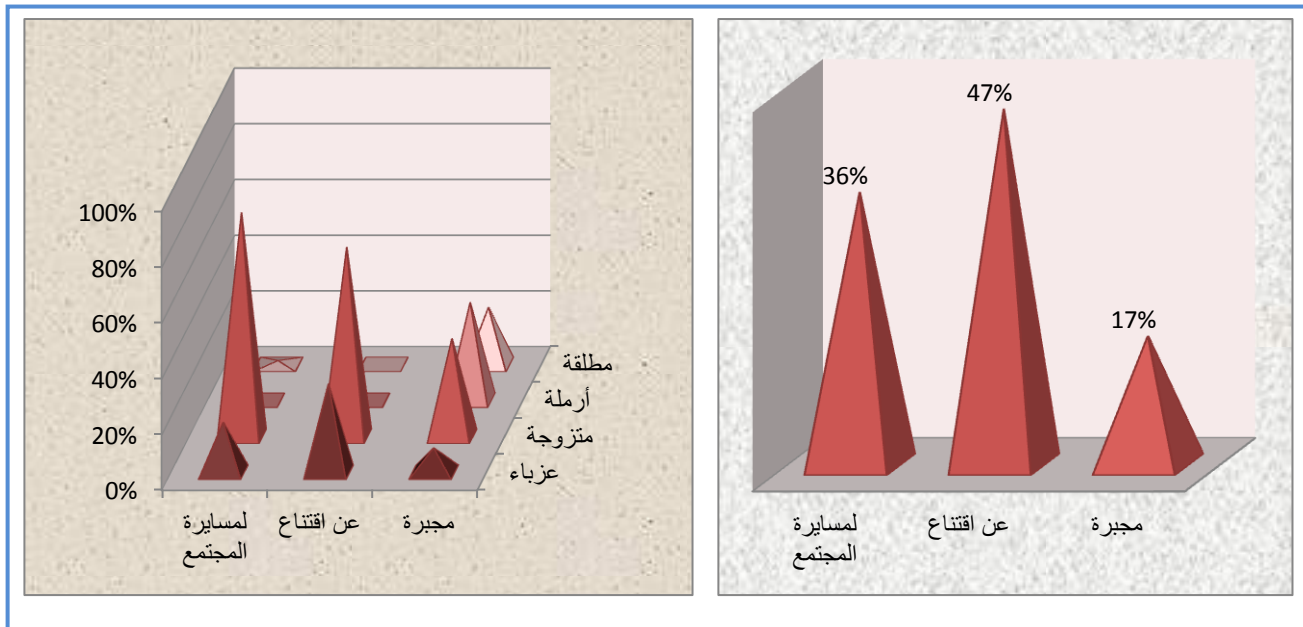 100%
80%
60%
40%
20%
0%
مطلقة
أرملة
متزوجة
عزباء
لمسايرة
المجتمع
عن اقتناع
مجبرة
47%
36%
17%
لمسايرة
المجتمع
عن اقتناع
مجبرة